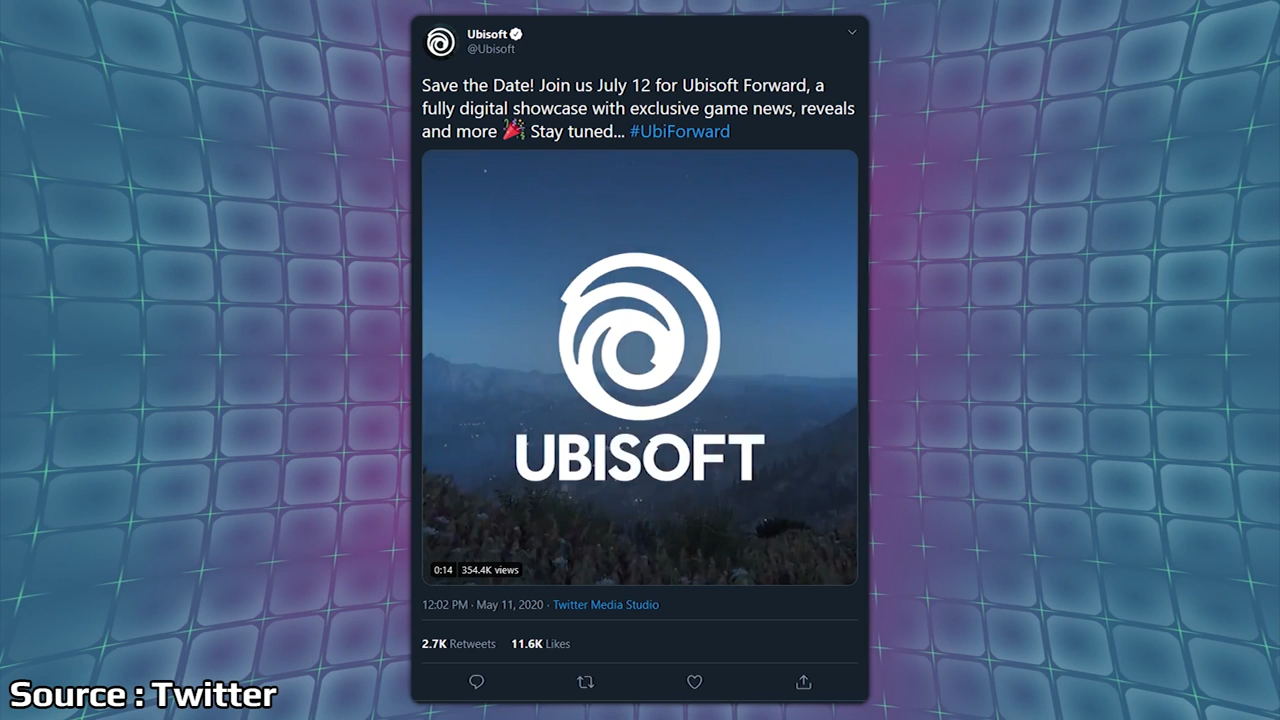 Ubisoft
@Ubisoft
Save the Date! Join us July 12 for Ubisoft Forward, a
fully digital showcase with exclusive game news, reveals
and more 🎉 Stay tuned... #UbiForward
UBISOFT
0:14 354.4K views
12:02 PM · May 11, 2020 · Twitter Media Studio
2.7K Retweets 11.6K Likes
Source : Twitter